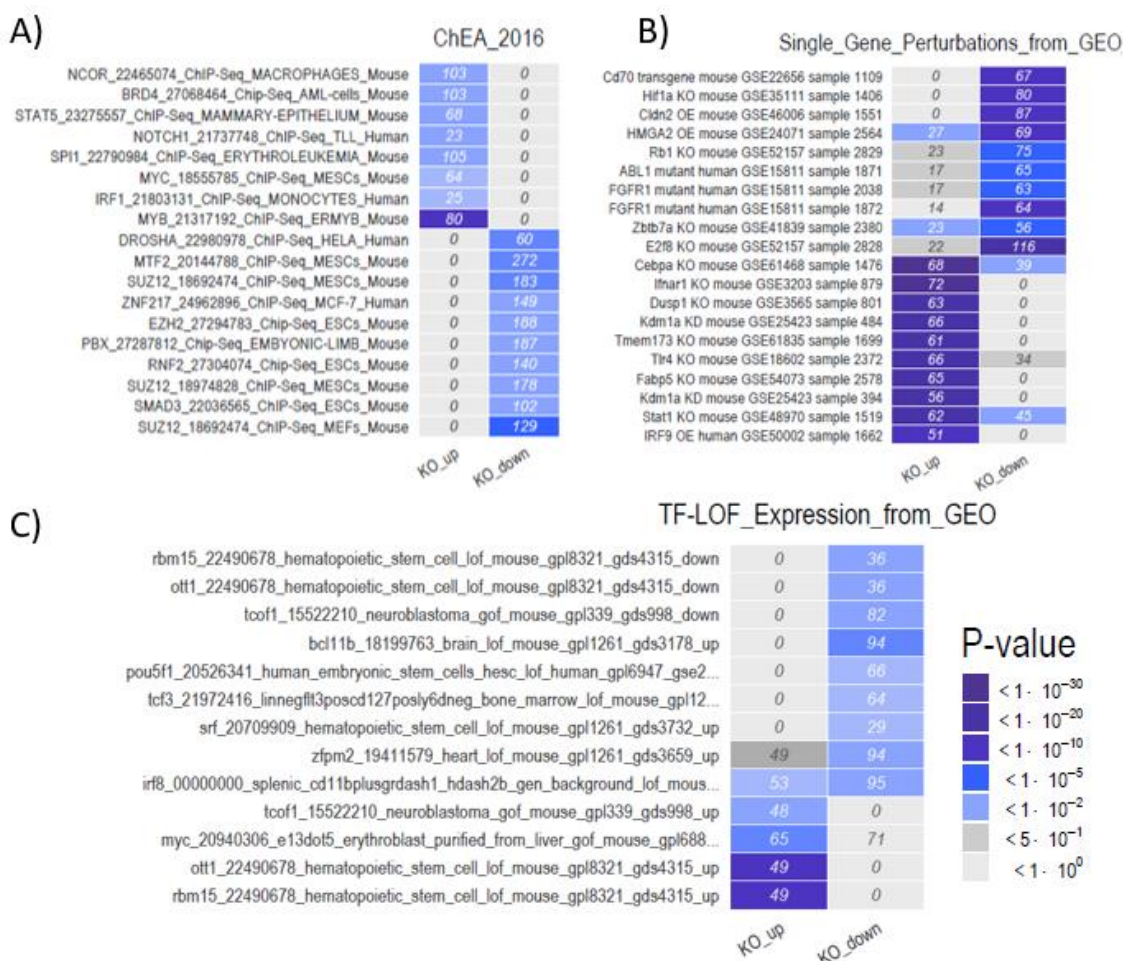 A)
ChEA_2016
NCOR_22465074_ChIP-Seq_MACROPHAGES_Mouse 103 0
BRD4_27068464_Chip-Seq_AML-cells_Mouse 103 0
STAT5_23275557_ChIP-Seq_MAMMARY-EPITHELIUM_Mouse 68 0
NOTCH1_21737748_ChIP-Seq_TLL_Human 23 0
SPI1_22790984_ChIP-Seq_ERYTHROLEUKEMIA_Mouse 105 0
MYC_18555785_ChIP-Seq_MESCs_Mouse 64 0
IRF1_21803131_ChIP-Seq_MONOCYTES_Human 25 0
MYB_21317192_ChIP-Seq_ERMYB_Mouse 80 0
DROSHA_22980978_ChIP-Seq_HELA_Human 0 60
MTF2_20144788_ChIP-Seq_MESCs_Mouse 0 272
SUZ12_18692474_ChIP-Seq_MESCs_Mouse 0 183
ZNF217_24962896_ChIP-Seq_MCF-7_Human 0 149
EZH2_27294783_Chip-Seq_ESCs_Mouse 0 188
PBX_27287812_Chip-Seq_EMBYONIC-LIMB_Mouse 0 187
RNF2_27304074_Chip-Seq_ESCs_Mouse 0 140
SUZ12_18974828_ChIP-Seq_MESCs_Mouse 0 178
SMAD3_22036565_ChIP-Seq_ESCs_Mouse 0 102
SUZ12_18692474_ChIP-Seq_MEFs_Mouse 0 129
KO_up KO_down
B)
Single_Gene_Perturbations_from_GEO
Cd70 transgene mouse GSE22656 sample 1109 0 67
Hif1a KO mouse GSE35111 sample 1406 0 80
Cldn2 OE mouse GSE46006 sample 1551 0 87
HMGA2 OE mouse GSE24071 sample 2564 27 69
Rb1 KO mouse GSE52157 sample 2829 23 75
ABL1 mutant human GSE15811 sample 1871 17 65
FGFR1 mutant human GSE15811 sample 2038 17 63
FGFR1 mutant human GSE15811 sample 1872 14 64
Zbtb7a KO mouse GSE41839 sample 2380 23 56
E2f8 KO mouse GSE52157 sample 2828 22 116
Cebpa KO mouse GSE61468 sample 1476 68 39
Ifnar1 KO mouse GSE3203 sample 879 72 0
Dusp1 KO mouse GSE3565 sample 801 63 0
Kdm1a KD mouse GSE25423 sample 484 66 0
Tmem173 KO mouse GSE61835 sample 1699 61 0
Tlr4 KO mouse GSE18602 sample 2372 66 34
Fabp5 KO mouse GSE54073 sample 2578 65 0
Kdm1a KD mouse GSE25423 sample 394 56 0
Stat1 KO mouse GSE48970 sample 1519 62 45
IRF9 OE human GSE50002 sample 1662 51 0
KO_up KO_down
C)
TF-LOF_Expression_from_GEO
rbm15_22490678_hematopoietic_stem_cell_lof_mouse_gpl8321_gds4315_down 0 36
ott1_22490678_hematopoietic_stem_cell_lof_mouse_gpl8321_gds4315_down 0 36
tcof1_15522210_neuroblastoma_gof_mouse_gpl339_gds998_down 0 82
bcl11b_18199763_brain_lof_mouse_gpl1261_gds3178_up 0 94
pou5f1_20526341_human_embryonic_stem_cells_hesc_lof_human_gpl6947_gse2... 0 66
tcf3_21972416_linnegflt3poscd127posly6dneg_bone_marrow_lof_mouse_gpl12... 0 64
srf_20709909_hematopoietic_stem_cell_lof_mouse_gds3732_up 0 29
zfpm2_19411579_heart_lof_mouse_gpl1261_gds3659_up 49 94
irf8_00000000_splenic_cd11bplusgrdash1_hdash2b_gen_background_lof_mous... 53 95
tcof1_15522210_neuroblastoma_gof_mouse_gpl339_gds998_up 48 0
myc_20940306_e13dot5_erythroblast_purified_from_liver_gof_mouse_gpl688... 65 71
ott1_22490678_hematopoietic_stem_cell_lof_mouse_gpl8321_gds4315_up 49 0
rbm15_22490678_hematopoietic_stem_cell_lof_mouse_gpl8321_gds4315_up 49 0
KO_up KO_down
P-value
< 1 · 10⁻³⁰
< 1 · 10⁻²⁰
< 1 · 10⁻¹⁰
< 1 · 10⁻⁵
< 1 · 10⁻²
< 5 · 10⁻¹
< 1 · 10⁰